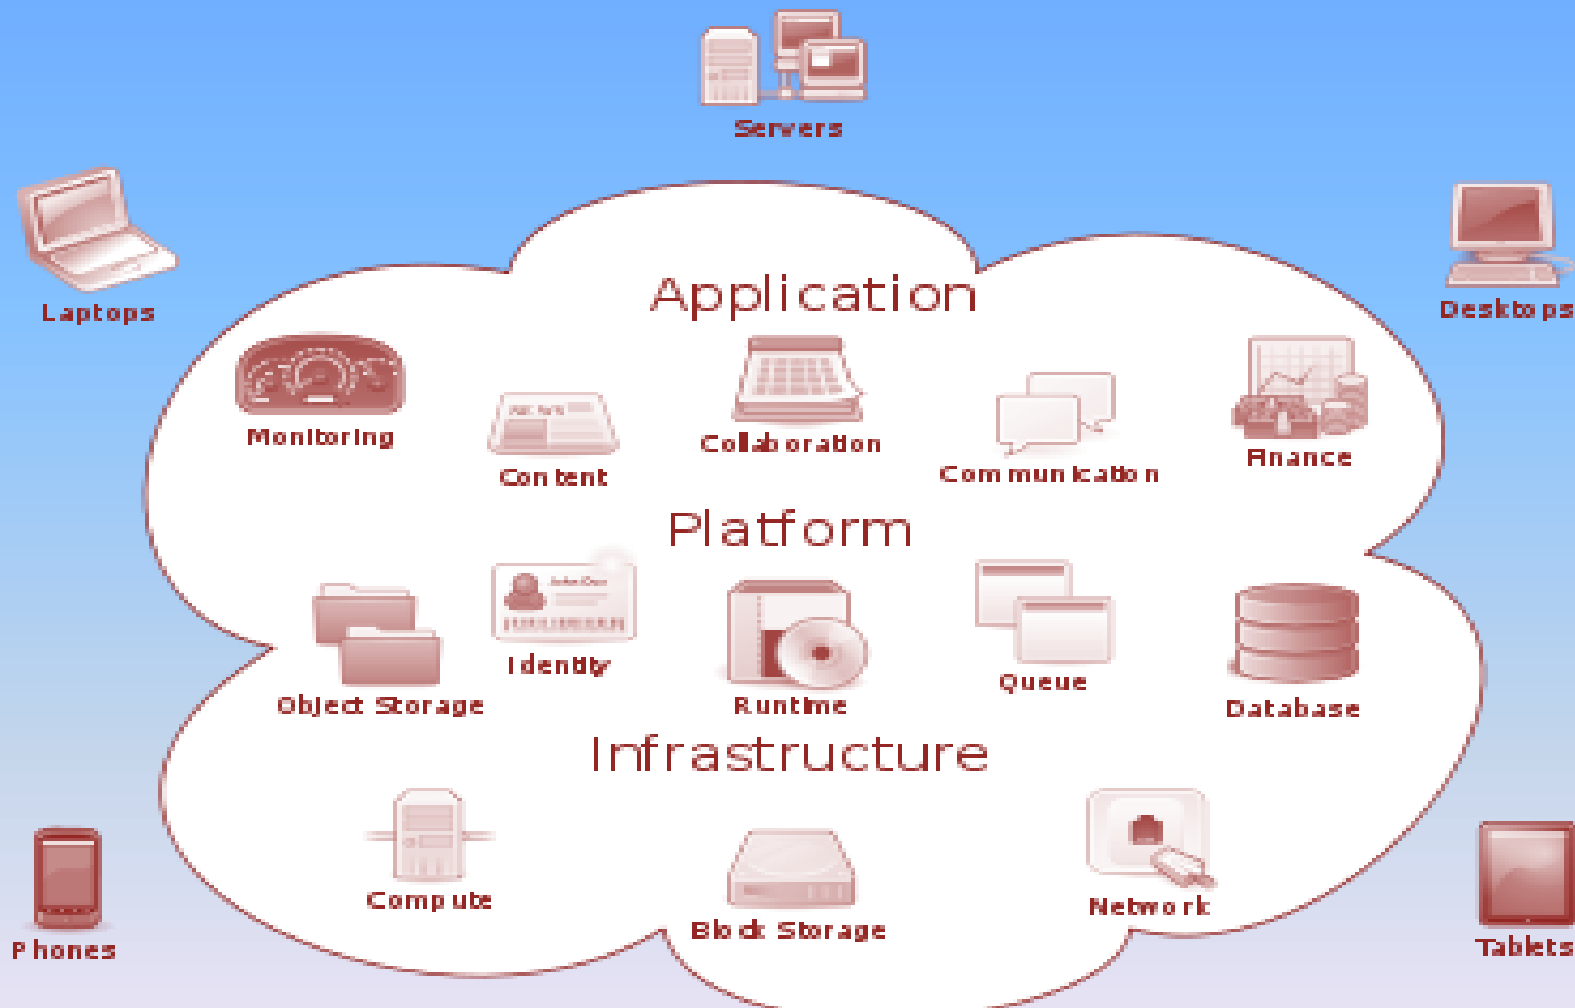 Servers
Laptops
Desktops
Application
Monitoring
Content
Collaboration
Communication
Finance
Platform
Object Storage
Identity
Runtime
Queue
Database
Infrastructure
Compute
Block Storage
Network
Phones
Tablets